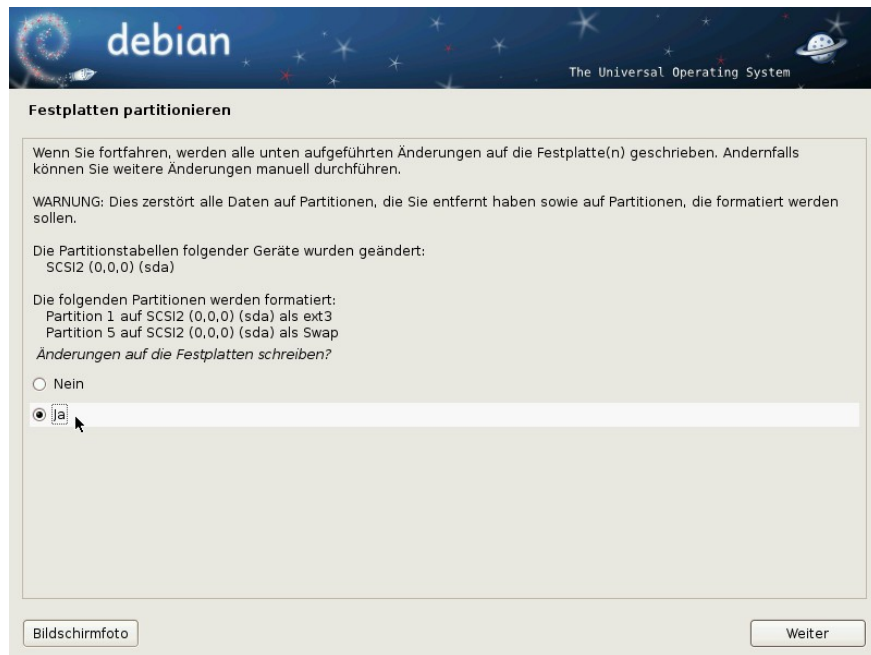 debian
The Universal Operating System
Festplatten partitionieren
Wenn Sie fortfahren, werden alle unten aufgeführten Änderungen auf die Festplatte(n) geschrieben. Andernfalls
können Sie weitere Änderungen manuell durchführen.
WARNUNG: Dies zerstört alle Daten auf Partitionen, die Sie entfernt haben sowie auf Partitionen, die formatiert werden
sollen.
Die Partitionstabellen folgender Geräte wurden geändert:
SCSI2 (0,0,0) (sda)
Die folgenden Partitionen werden formatiert:
Partition 1 auf SCSI2 (0,0,0) (sda) als ext3
Partition 5 auf SCSI2 (0,0,0) (sda) als Swap
Änderungen auf die Festplatten schreiben?
Nein
Ja
Bildschirmfoto
Weiter